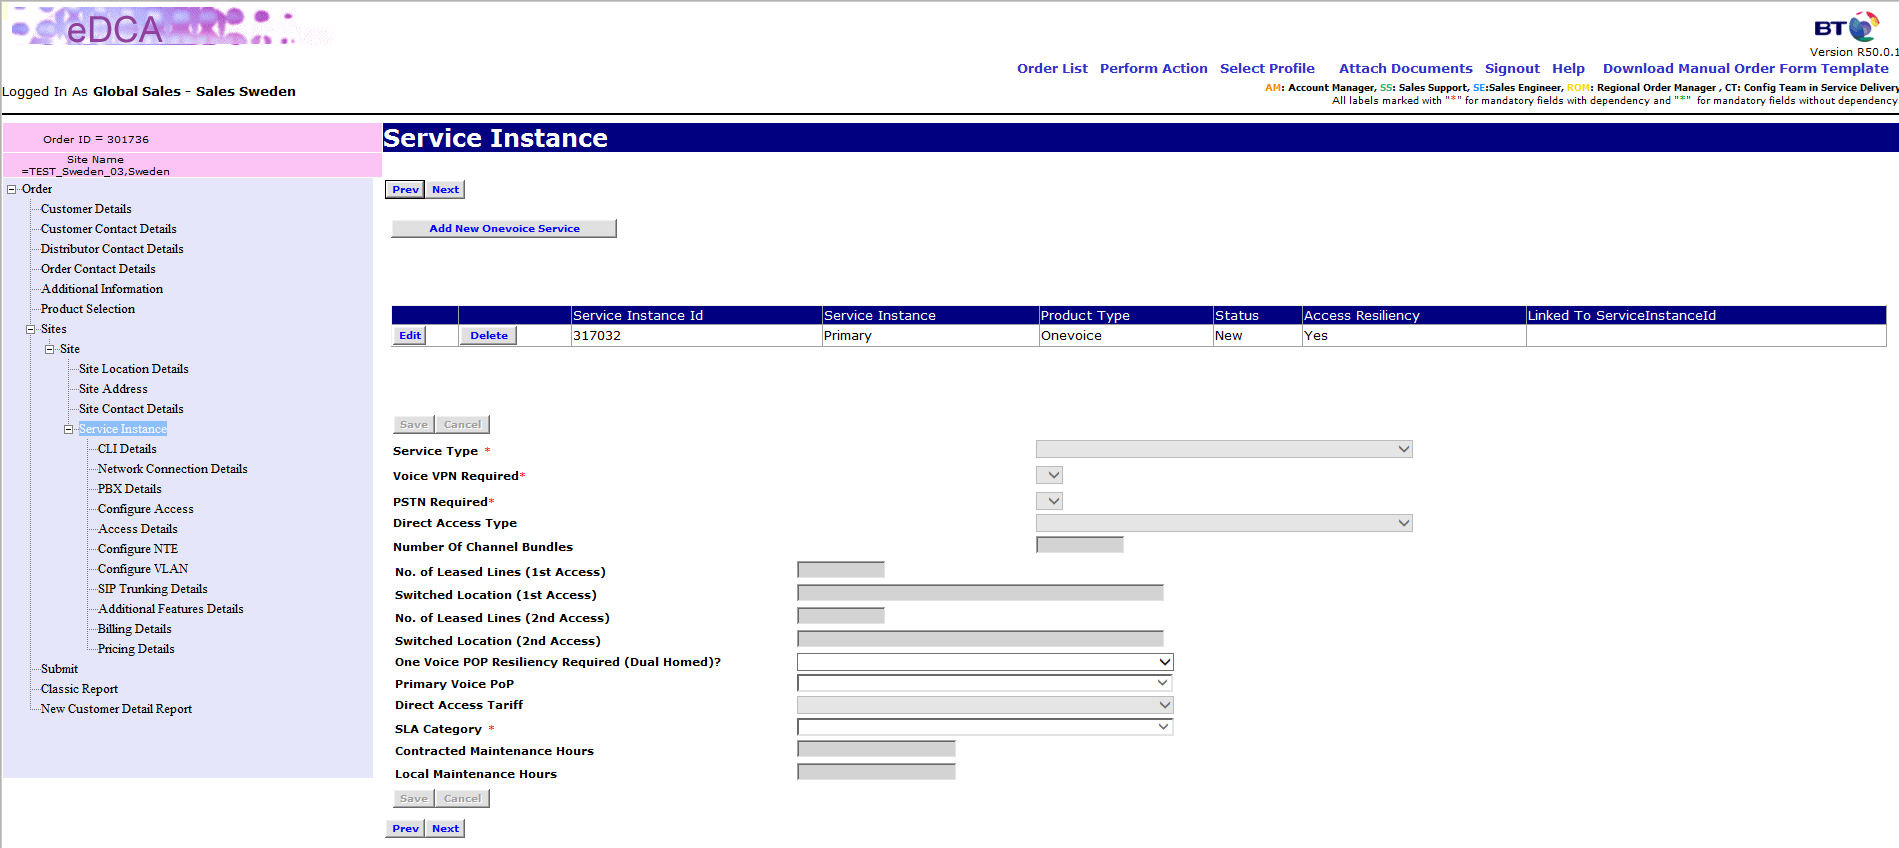 eDCA
BT
Version R50.0.1
Order List Perform Action Select Profile Attach Documents Signout Help Download Manual Order Form Template
Logged In As Global Sales - Sales Sweden
AM: Account Manager, SS: Sales Support, SE:Sales Engineer, ROM: Regional Order Manager , CT: Config Team in Service Delivery
All labels marked with "*" for mandatory fields with dependency and "*" for mandatory fields without dependency
Order ID = 301736
Site Name
=TEST_Sweden_03,Sweden
Service Instance
Order
Customer Details
Customer Contact Details
Distributor Contact Details
Order Contact Details
Additional Information
Product Selection
Sites
Site
Site Location Details
Site Address
Site Contact Details
Service Instance
CLI Details
Network Connection Details
PBX Details
Configure Access
Access Details
Configure NTE
Configure VLAN
SIP Trunking Details
Additional Features Details
Billing Details
Pricing Details
Submit
Classic Report
New Customer Detail Report
Prev Next
Add New Onevoice Service
Service Instance Id Service Instance Product Type Status Access Resiliency Linked To ServiceInstanceId
Edit Delete 317032 Primary Onevoice New Yes
Save Cancel
Service Type *
Voice VPN Required*
PSTN Required*
Direct Access Type
Number Of Channel Bundles
No. of Leased Lines (1st Access)
Switched Location (1st Access)
No. of Leased Lines (2nd Access)
Switched Location (2nd Access)
One Voice POP Resiliency Required (Dual Homed)?
Primary Voice PoP
Direct Access Tariff
SLA Category *
Contracted Maintenance Hours
Local Maintenance Hours
Save Cancel
Prev Next